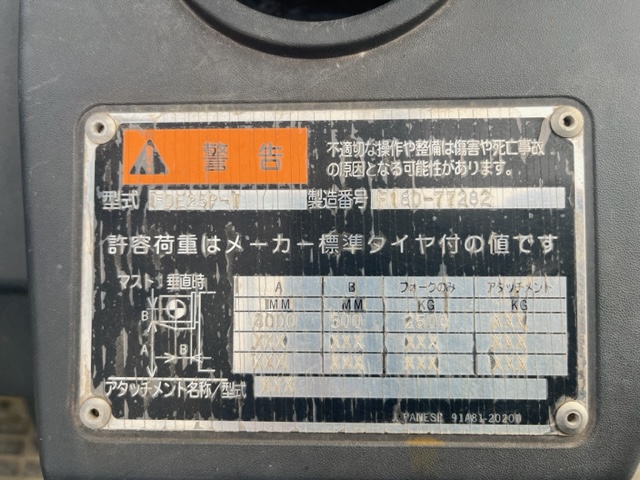 警告
不適切な操作や整備は傷害や死亡事故
の原因となる可能性があります。
型式
製造番号 F18D-77282
許容荷重はメーカー標準タイヤ付の値です
マスト 垂直時
A B フォークのみ アタッチメント
MM MM KG KG
3000 500 XXX
XXX XXX XXX XXX
XXX XXX XXX XXX
B
A
B
アタッチメント名称/型式 XXX
91A81-20200